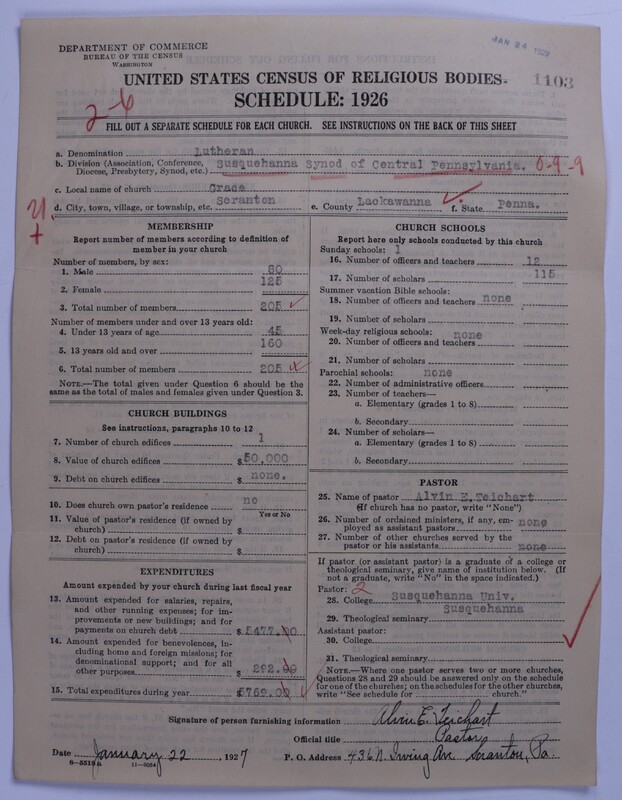 DEPARTMENT OF COMMERCE
BUREAU OF THE CENSUS
WASHINGTON
JAN 24 1927
UNITED STATES CENSUS OF RELIGIOUS BODIES
1103
SCHEDULE: 1926
2-6
FILL OUT A SEPARATE SCHEDULE FOR EACH CHURCH. SEE INSTRUCTIONS ON THE BACK OF THIS SHEET
a. Denomination Lutheran
b. Division (Association, Conference, Diocese, Presbytery, Synod, etc.) Susquehanna Synod of Central Pennsylvania. 0-9-9
c. Local name of church Grace
d. City, town, village, or township, etc. Scranton e. County Lackawanna f. State Penna.
MEMBERSHIP
Report number of members according to definition of
member in your church
Number of members, by sex:
1. Male 80
2. Female 125
3. Total number of members 205
Number of members under and over 13 years old:
4. Under 13 years of age 45
5. 13 years old and over 160
6. Total number of members 205
NOTE.—The total given under Question 6 should be
same as the total of males and females given under Question 3.
CHURCH BUILDINGS
See instructions, paragraphs 10 to 12
7. Number of church edifices 1
8. Value of church edifices $50,000
9. Debt on church edifices $ none.
10. Does church own pastor's residence no
Yes or No
11. Value of pastor's residence (if owned by
church) $
12. Debt on pastor's residence (if owned by
church) $
EXPENDITURES
Amount expended by your church during last fiscal year
13. Amount expended for salaries, repairs,
and other running expenses; for im-
provements or new buildings; and for
payments on church debt $5477.00
14. Amount expended for benevolences, in-
cluding home and foreign missions; for
denominational support; and for all
other purposes $ 292.00
15. Total expenditures during year $5769.00
CHURCH SCHOOLS
Report here only schools conducted by this church
Sunday schools: 1
16. Number of officers and teachers 12
17. Number of scholars 115
Summer vacation Bible schools:
18. Number of officers and teachers none
19. Number of scholars
Week-day religious schools: none
20. Number of officers and teachers
21. Number of scholars
Parochial schools: none
22. Number of administrative officers
23. Number of teachers—
a. Elementary (grades 1 to 8)
b. Secondary
24. Number of scholars—
a. Elementary (grades 1 to 8)
b. Secondary
PASTOR
25. Name of pastor Alvin E. Teichart
(If church has no pastor, write "None")
26. Number of ordained ministers, if any, em-
ployed as assistant pastors none
27. Number of other churches served by the
pastor or his assistants none
If pastor (or assistant pastor) is a graduate of a college or
theological seminary, give name of institution below. (If
not a graduate, write "No" in the space indicated.)
Pastor: 2
28. College Susquehanna Univ.
29. Theological seminary Susquehanna
Assistant pastor:
30. College
31. Theological seminary
NOTE.—Where one pastor serves two or more churches,
Questions 28 and 29 should be answered only on the schedule
for one of the churches; on the schedules for the other churches,
write "See schedule for church."
Signature of person furnishing information Alvin E. Teichart
Official title Pastor
Date January 22, 1927 P. O. Address 436 N. Irving Ave. Scranton, Pa.
8-5519a 11-9054